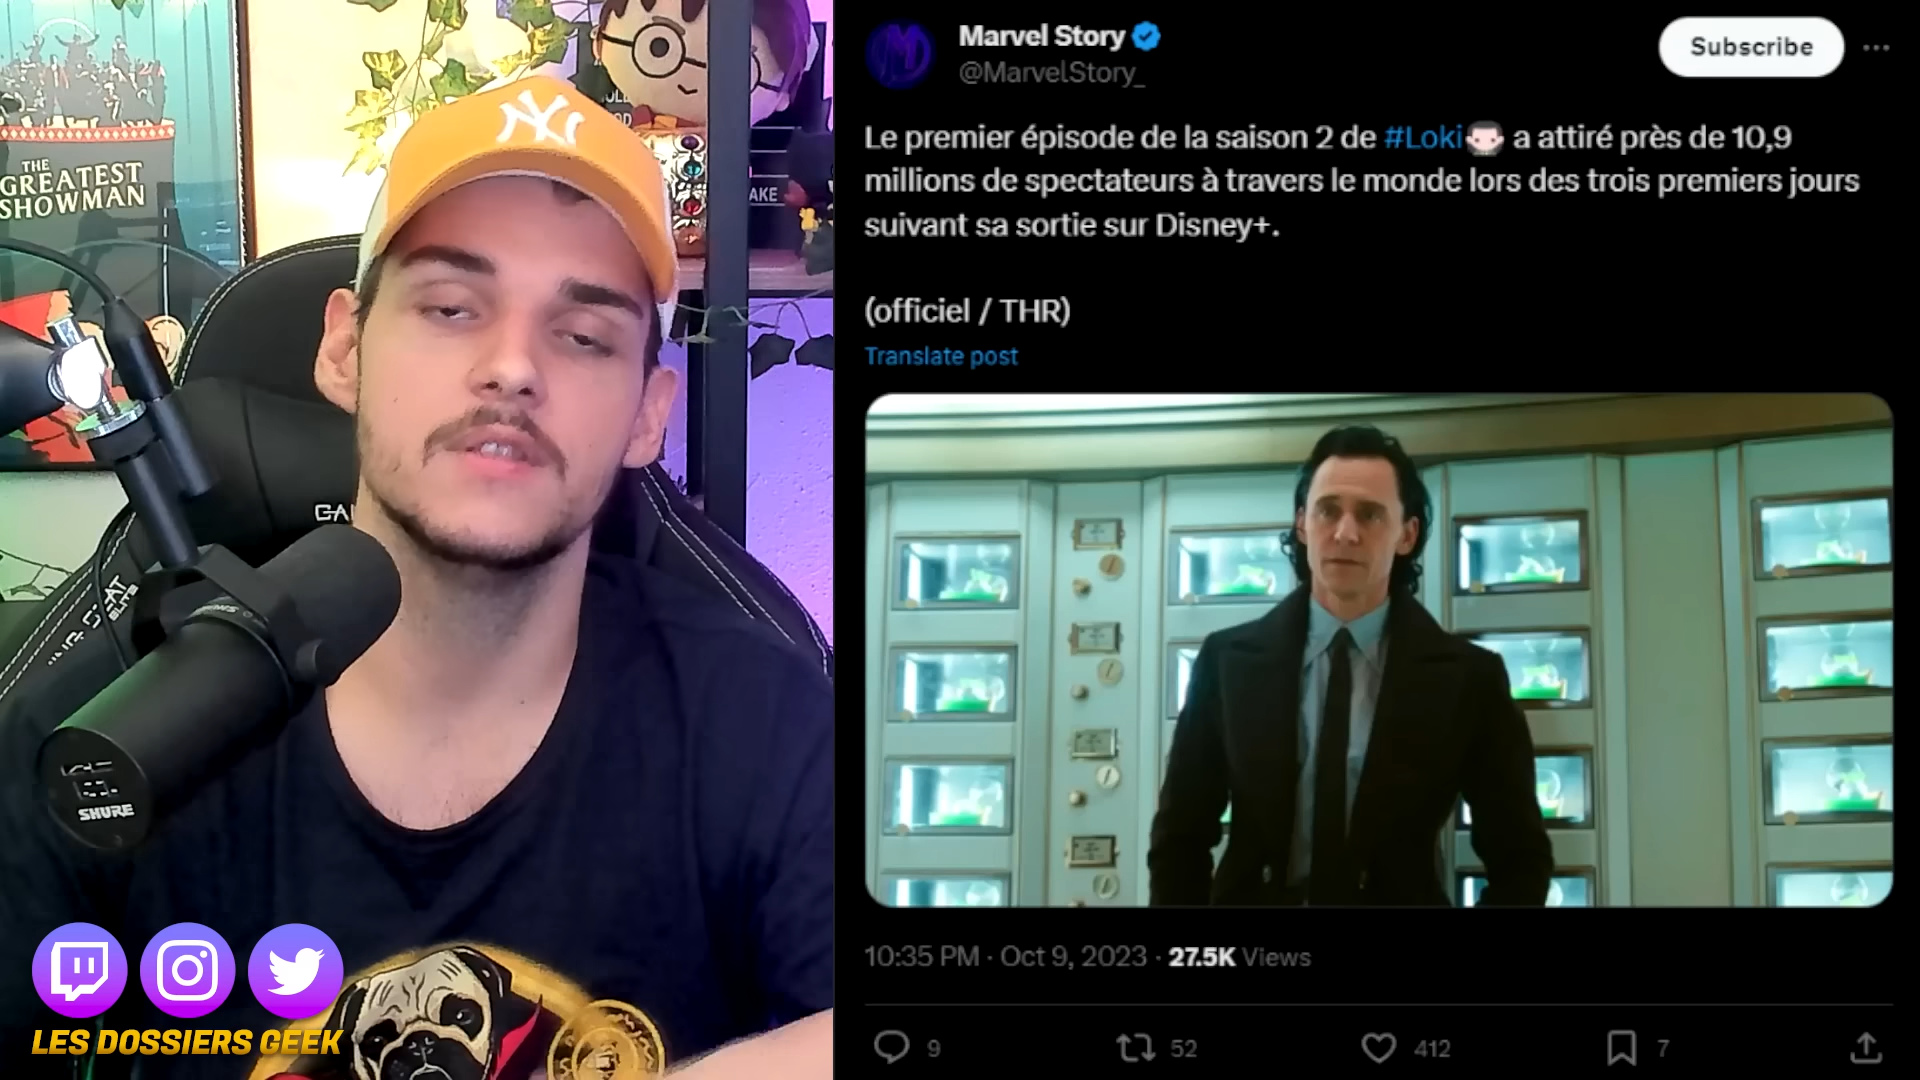 THE
GREATEST
SHOWMAN
NY
AKE
GA
SHURE
LES DOSSIERS GEEK
Marvel Story
@MarvelStory_
Subscribe
Le premier épisode de la saison 2 de #Loki a attiré près de 10,9
millions de spectateurs à travers le monde lors des trois premiers jours
suivant sa sortie sur Disney+.
(officiel / THR)
Translate post
10:35 PM · Oct 9, 2023 · 27.5K Views
9
52
412
7